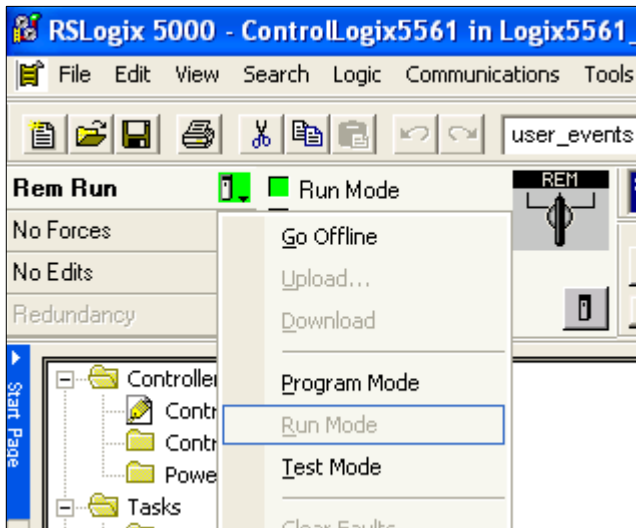 RSLogix 5000 - ControlLogix5561 in Logix5561_
File Edit View Search Logic Communications Tools
user_events
Rem Run
Run Mode
REM
No Forces
No Edits
Redundancy
Go Offline
Upload...
Download
Program Mode
Run Mode
Test Mode
Clear Faults
Start Page
Controller
Contr
Contr
Powe
Tasks